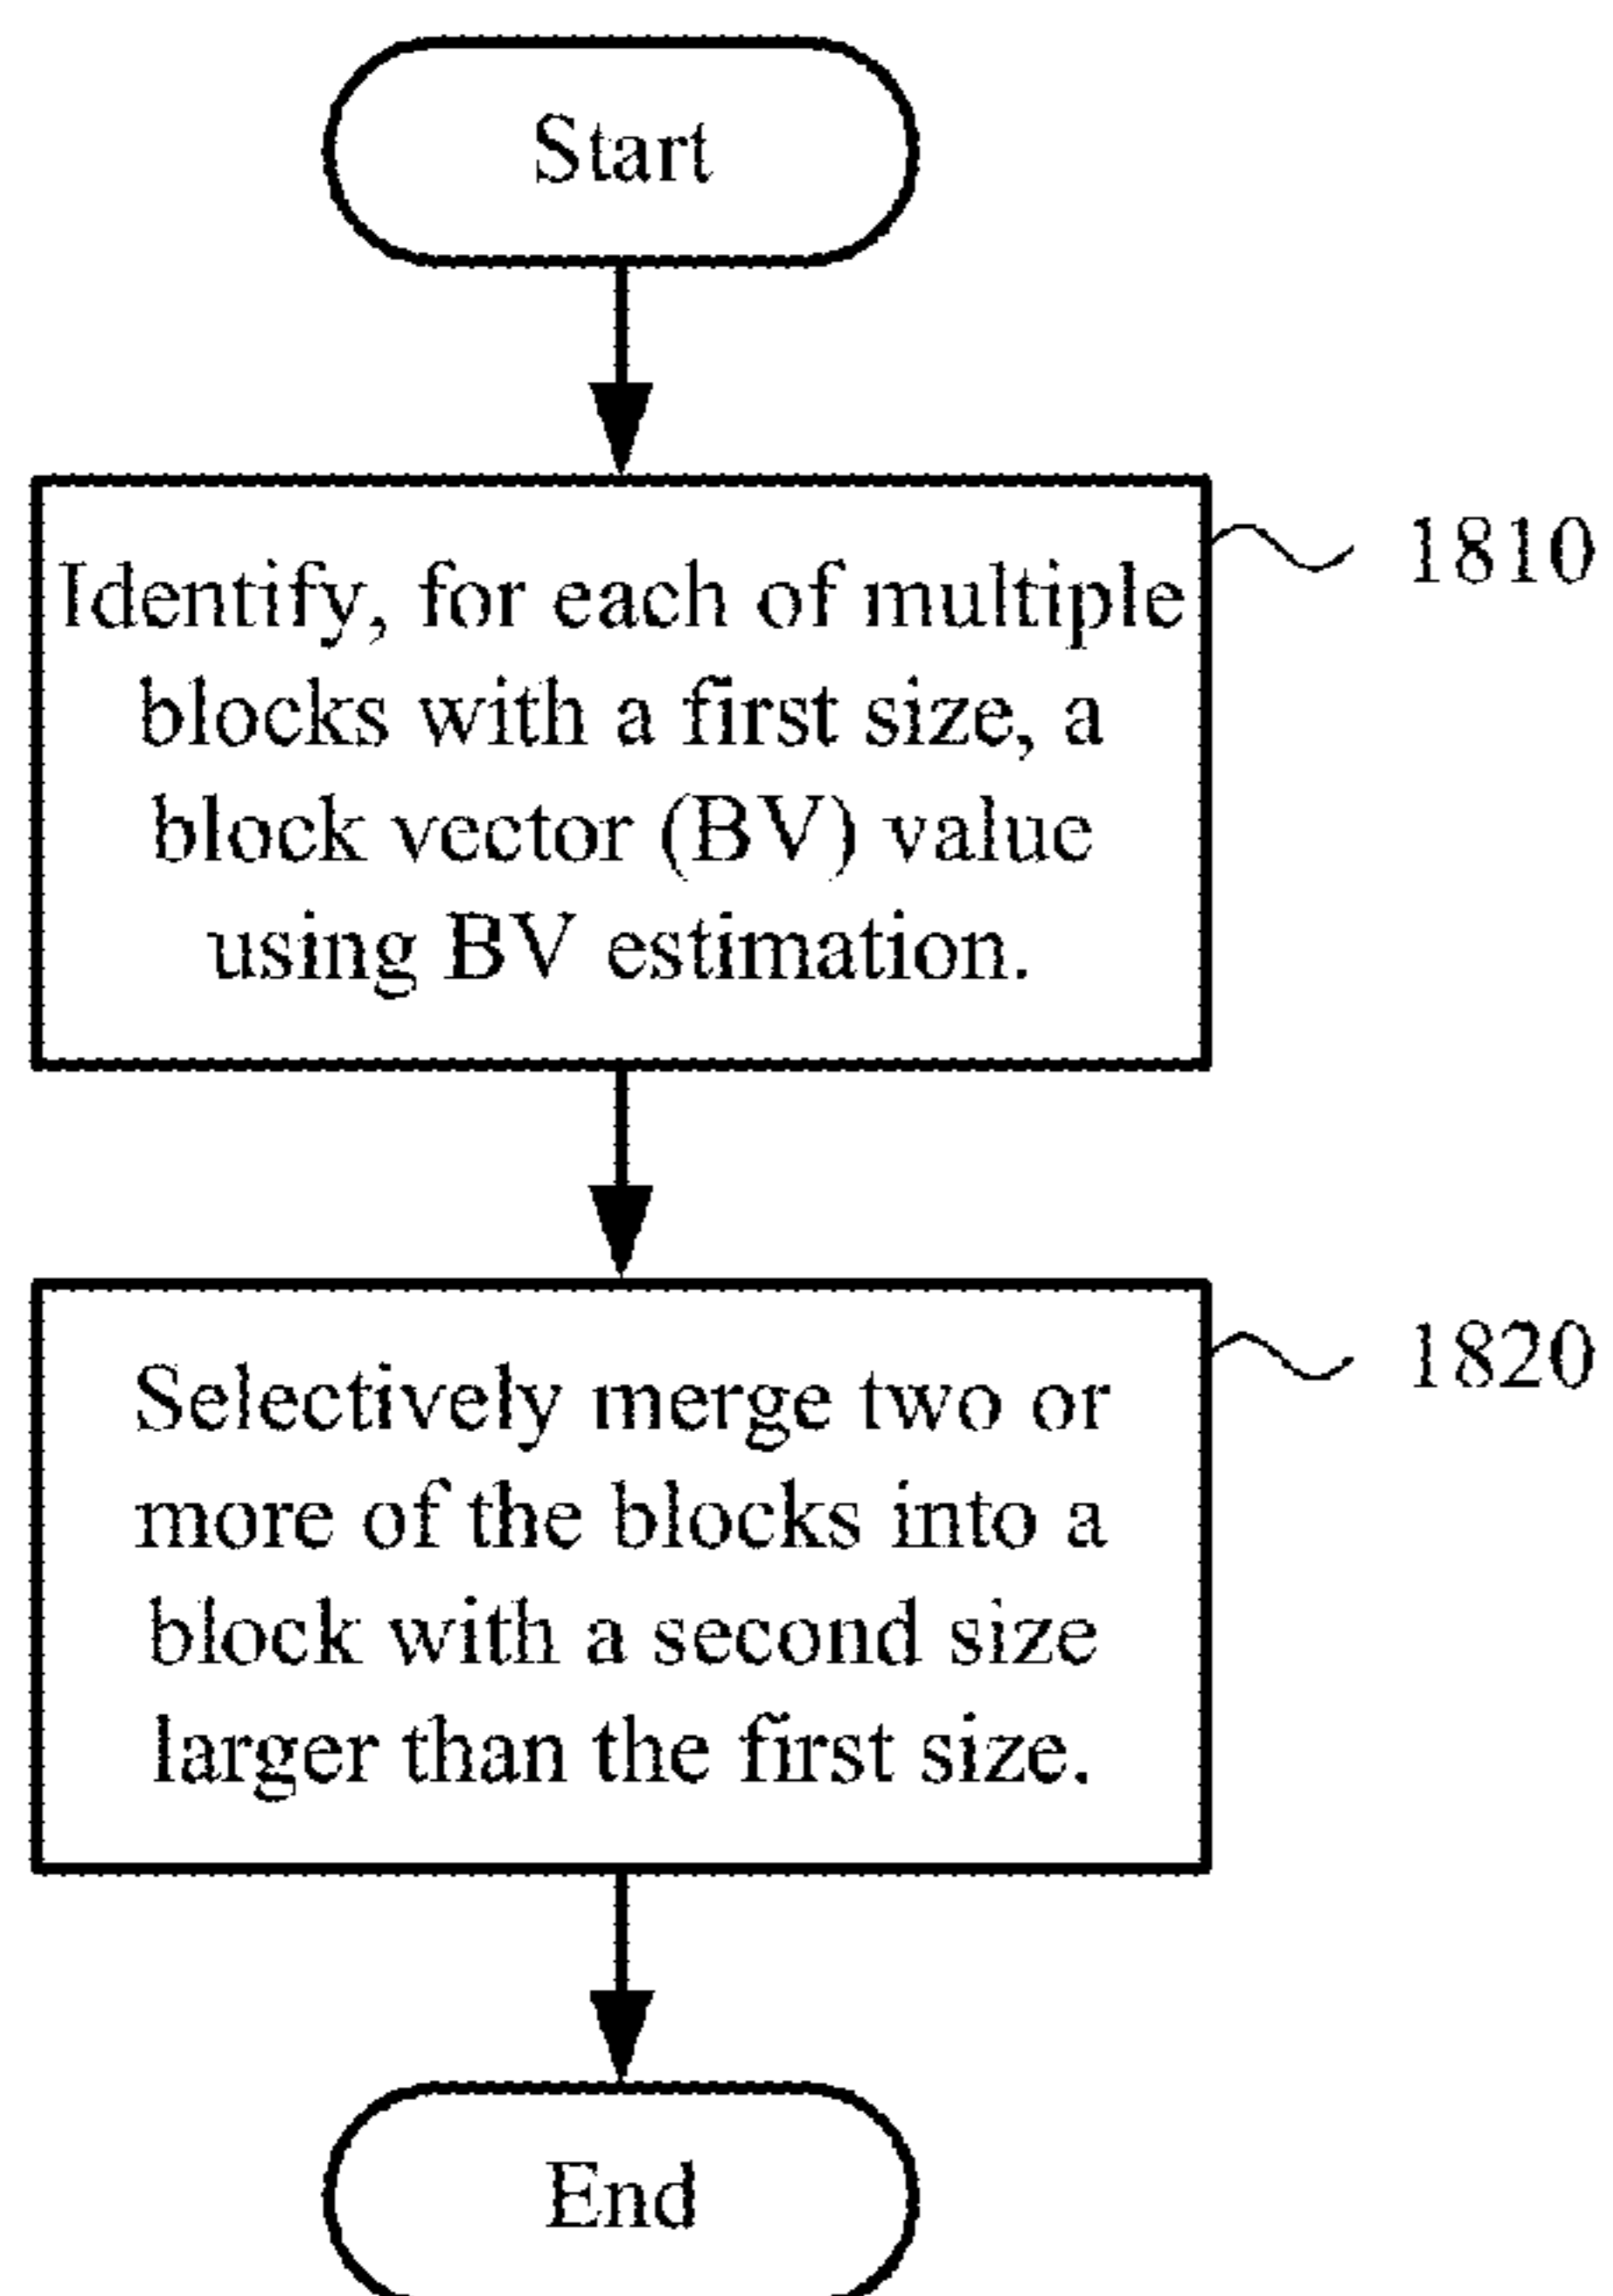 Start
Identify, for each of multiple
blocks with a first size, a
block vector (BV) value
using BV estimation.
1810
Selectively merge two or
more of the blocks into a
block with a second size
larger than the first size.
1820
End